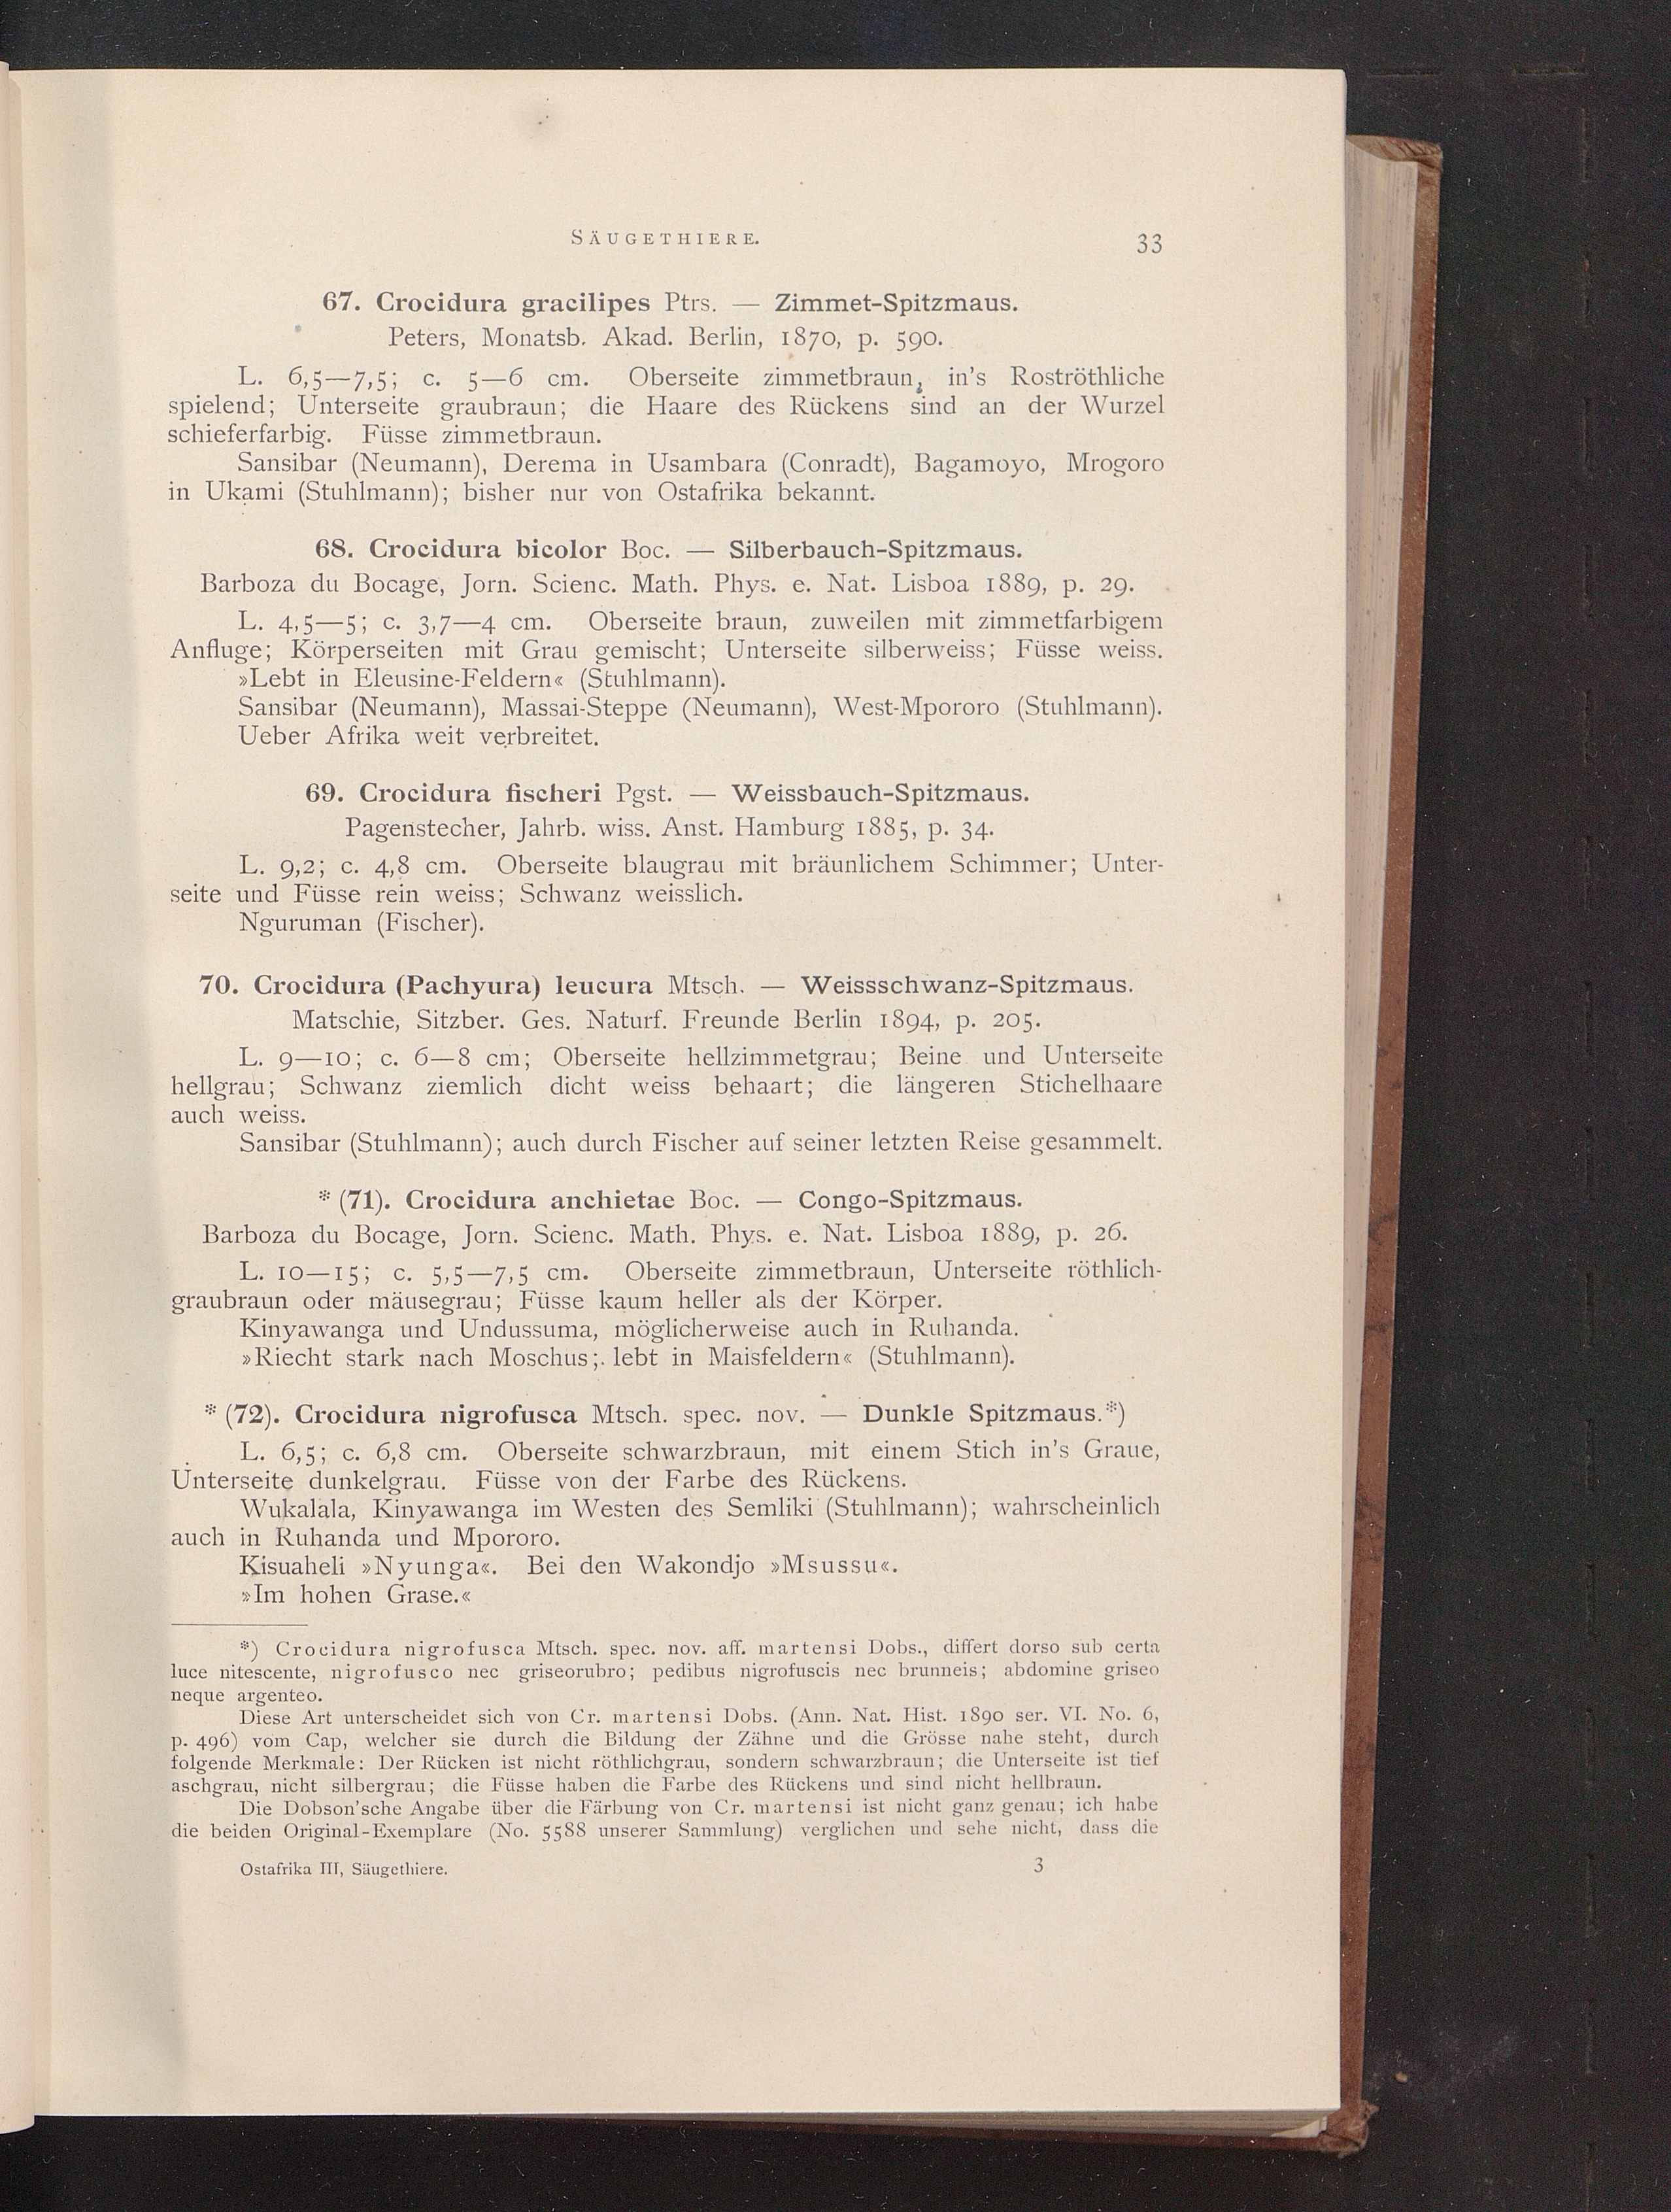 SÄUGETHIERE. 33
67. Crocidura gracilipes Ptrs. — Zimmet-Spitzmaus.
Peters, Monatsb. Akad. Berlin, 1870, p. 590.
L. 6,5—7,5; c. 5—6 cm. Oberseite zimmetbraun, in's Roströthliche
spielend; Unterseite graubraun; die Haare des Rückens sind an der Wurzel
schieferfarbig. Füsse zimmetbraun.
Sansibar (Neumann), Derema in Usambara (Conradt), Bagamoyo, Mrogoro
in Ukami (Stuhlmann); bisher nur von Ostafrika bekannt.
68. Crocidura bicolor Boc. — Silberbauch-Spitzmaus.
Barboza du Bocage, Jorn. Scienc. Math. Phys. e. Nat. Lisboa 1889, p. 29.
L. 4,5—5; c. 3,7—4 cm. Oberseite braun, zuweilen mit zimmetfarbigem
Anfluge; Körperseiten mit Grau gemischt; Unterseite silberweiss; Füsse weiss.
»Lebt in Eleusine-Feldern« (Stuhlmann).
Sansibar (Neumann), Massai-Steppe (Neumann), West-Mpororo (Stuhlmann).
Ueber Afrika weit verbreitet.
69. Crocidura fischeri Pgst. — Weissbauch-Spitzmaus.
Pagenstecher, Jahrb. wiss. Anst. Hamburg 1885, p. 34.
L. 9,2; c. 4,8 cm. Oberseite blaugrau mit bräunlichem Schimmer; Unter-
seite und Füsse rein weiss; Schwanz weisslich.
Nguruman (Fischer).
70. Crocidura (Pachyura) leucura Mtsch. — Weissschwanz-Spitzmaus.
Matschie, Sitzber. Ges. Naturf. Freunde Berlin 1894, p. 205.
L. 9—10; c. 6—8 cm; Oberseite hellzimmetgrau; Beine und Unterseite
hellgrau; Schwanz ziemlich dicht weiss behaart; die längeren Stichelhaare
auch weiss.
Sansibar (Stuhlmann); auch durch Fischer auf seiner letzten Reise gesammelt.
* (71). Crocidura anchietae Boc. — Congo-Spitzmaus.
Barboza du Bocage, Jorn. Scienc. Math. Phys. e. Nat. Lisboa 1889, p. 26.
L. 10—15; c. 5,5—7,5 cm. Oberseite zimmetbraun, Unterseite röthlich-
graubraun oder mäusegrau; Füsse kaum heller als der Körper.
Kinyawanga und Undussuma, möglicherweise auch in Ruhanda.
»Riecht stark nach Moschus; lebt in Maisfeldern« (Stuhlmann).
* (72). Crocidura nigrofusca Mtsch. spec. nov. — Dunkle Spitzmaus.*)
L. 6,5; c. 6,8 cm. Oberseite schwarzbraun, mit einem Stich in's Graue,
Unterseite dunkelgrau. Füsse von der Farbe des Rückens.
Wukalala, Kinyawanga im Westen des Semliki (Stuhlmann); wahrscheinlich
auch in Ruhanda und Mpororo.
Kisuaheli »Nyunga«. Bei den Wakondjo »Msussu«.
»Im hohen Grase.«
*) Crocidura nigrofusca Mtsch. spec. nov. aff. martensi Dobs., differt dorso sub certa
luce nitescente, nigrofusco nec griseorubro; pedibus nigrofuscis nec brunneis; abdomine griseo
neque argenteo.
Diese Art unterscheidet sich von Cr. martensi Dobs. (Ann. Nat. Hist. 1890 ser. VI. No. 6,
p. 496) vom Cap, welcher sie durch die Bildung der Zähne und die Grösse nahe steht, durch
folgende Merkmale: Der Rücken ist nicht röthlichgrau, sondern schwarzbraun; die Unterseite ist tief
aschgrau, nicht silbergrau; die Füsse haben die Farbe des Rückens und sind nicht hellbraun.
Die Dobson'sche Angabe über die Färbung von Cr. martensi ist nicht ganz genau; ich habe
die beiden Original-Exemplare (No. 5588 unserer Sammlung) verglichen und sehe nicht, dass die
Ostafrika III, Säugethiere. 3